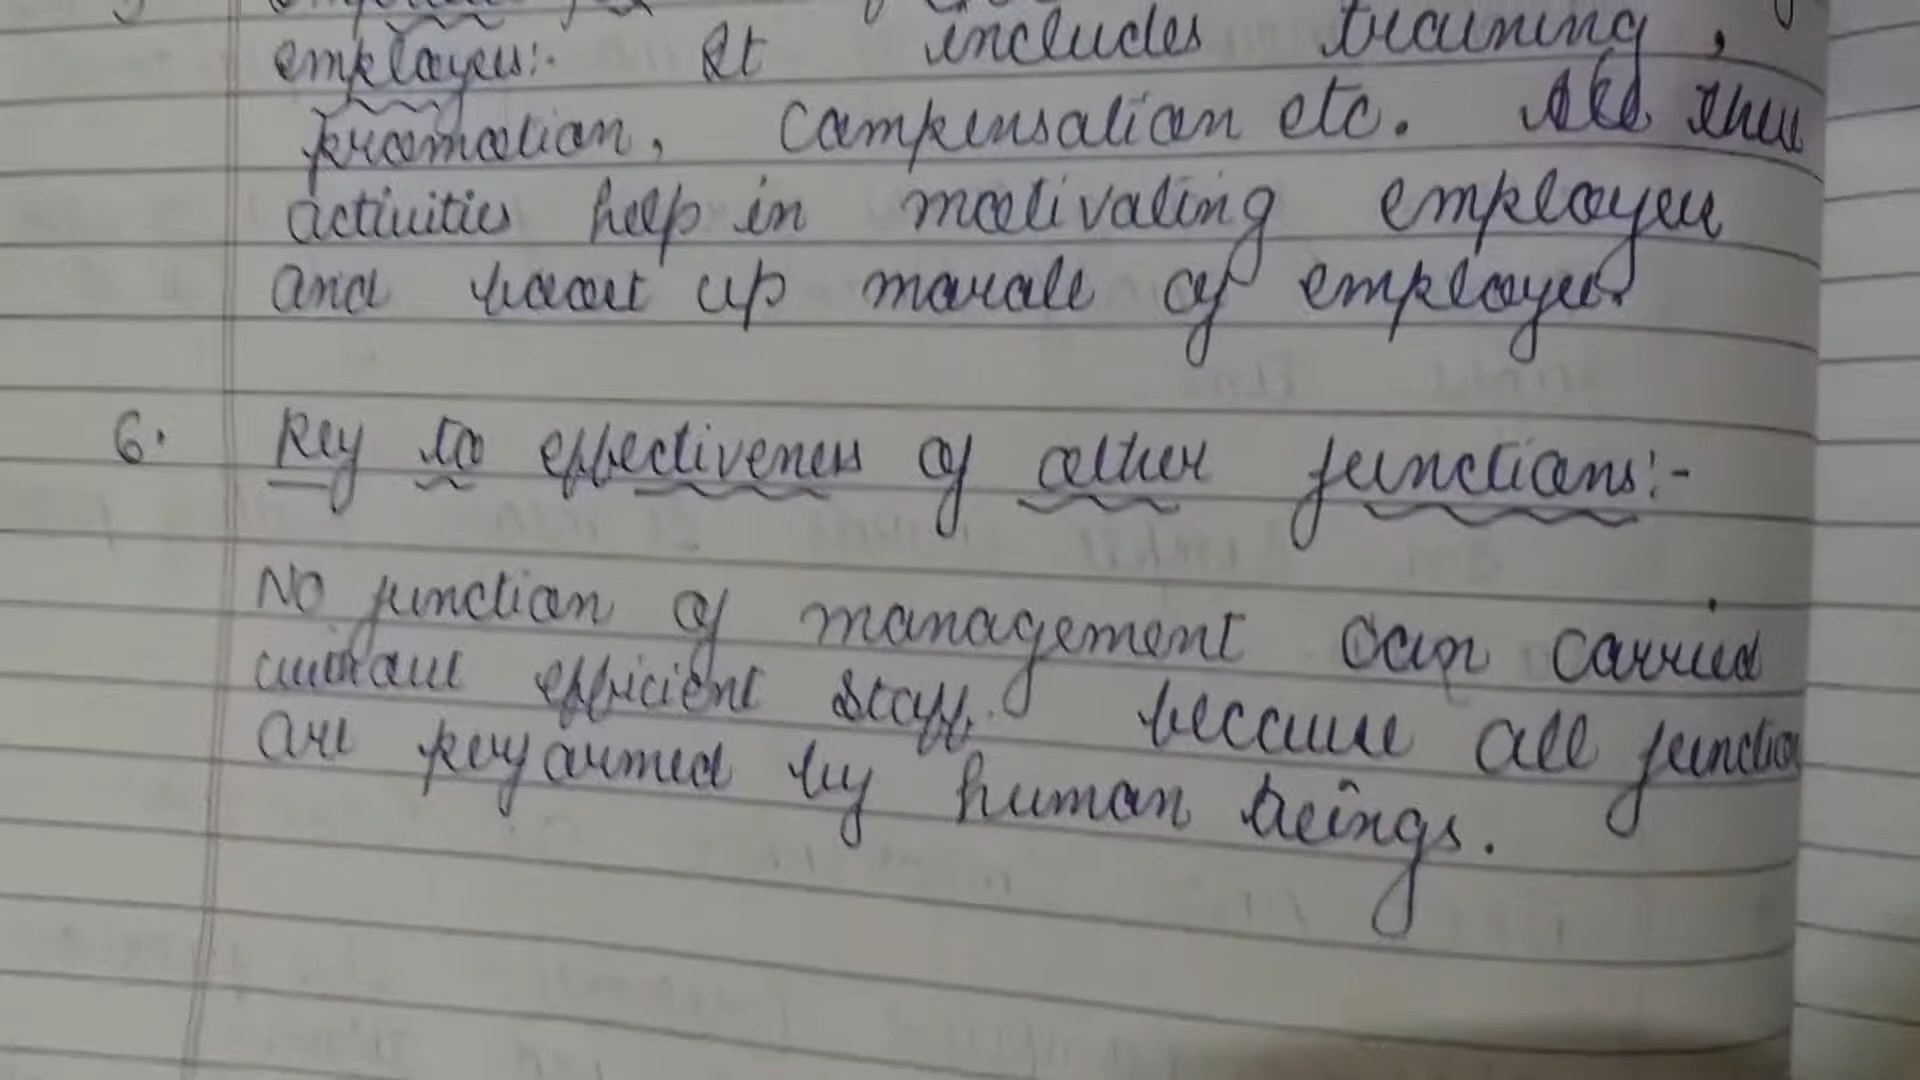 employees:- It includes training,
promotion, compensation etc. All these
activities help in motivating employees
and boost up morale of employees.
6. Key to effectiveness of other functions:-
No function of management can carried
without efficient staff. because all function
are performed by human beings.